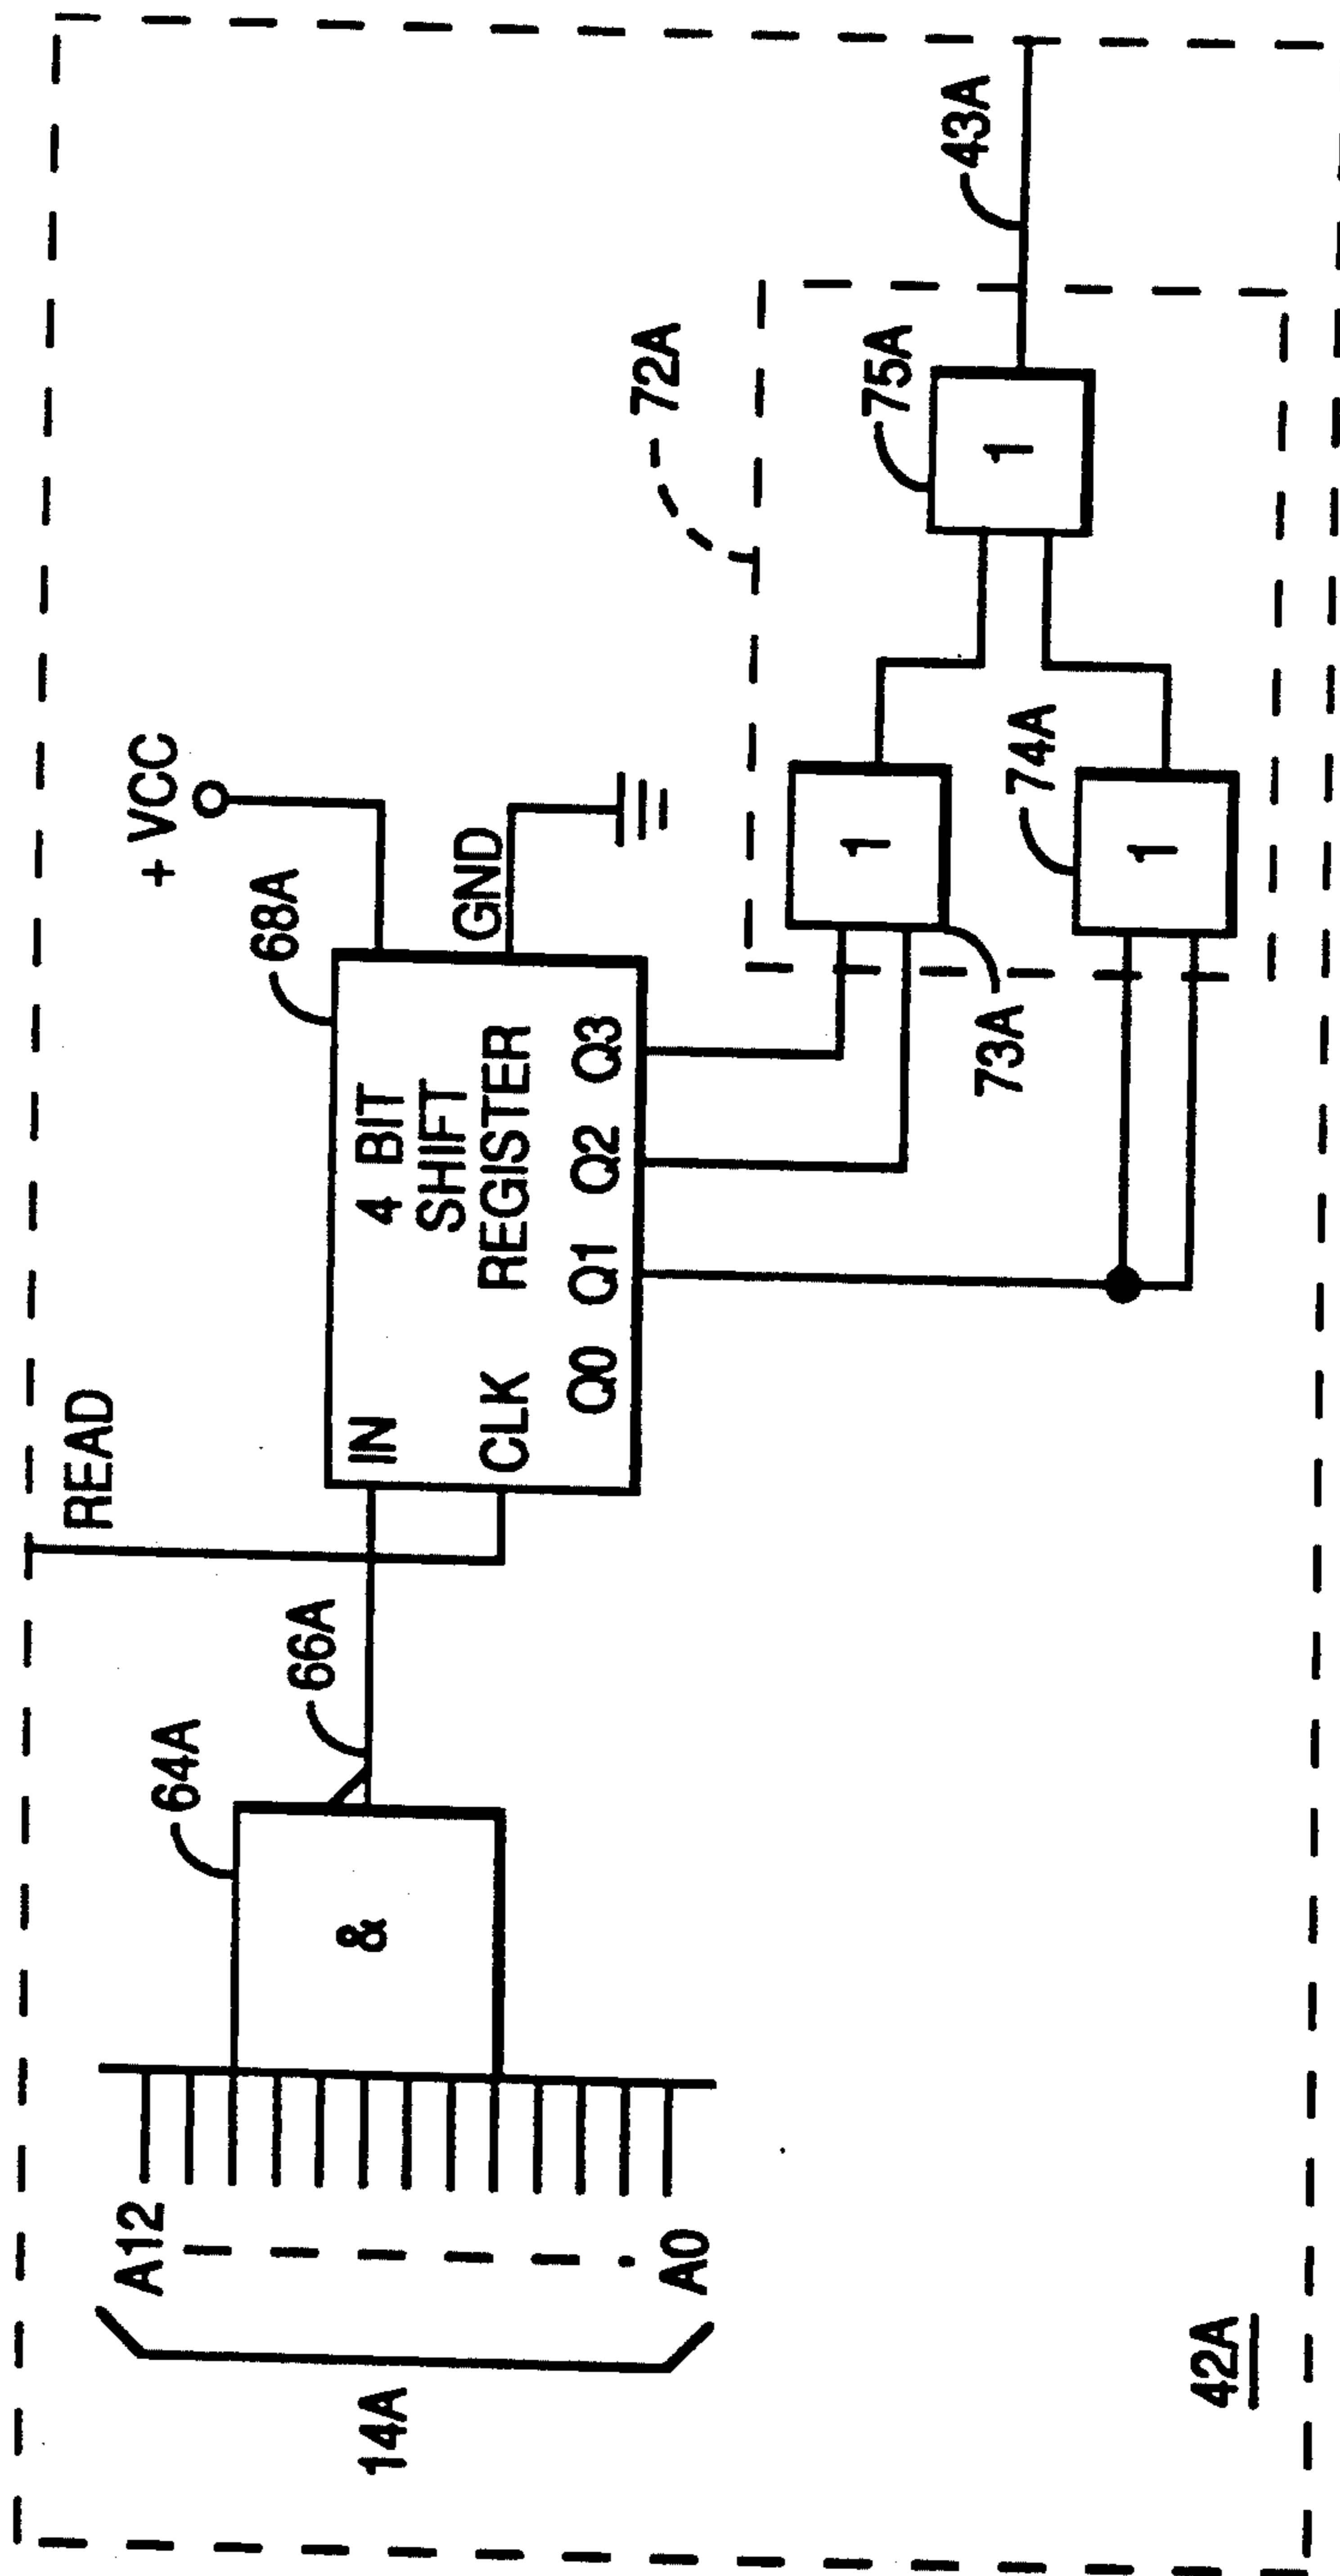 READ
+ VCC
68A
64A
66A
IN
4 BIT
SHIFT
CLK REGISTER
GND
Q0 Q1 Q2 Q3
A12
&
14A
A0
72A
75A
43A
1
1
74A
73A
1
42A